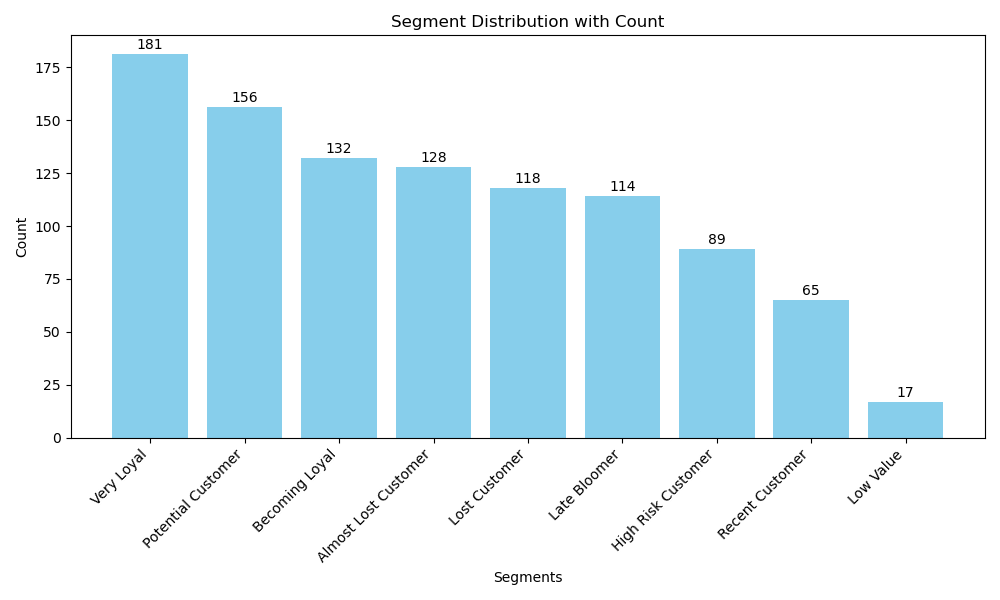 Segment Distribution with Count
181
156
132
128
118
114
89
65
17
175
150
125
100
75
50
25
0
Count
Very Loyal
Potential Customer
Becoming Loyal
Almost Lost Customer
Lost Customer
Late Bloomer
High Risk Customer
Recent Customer
Low Value
Segments